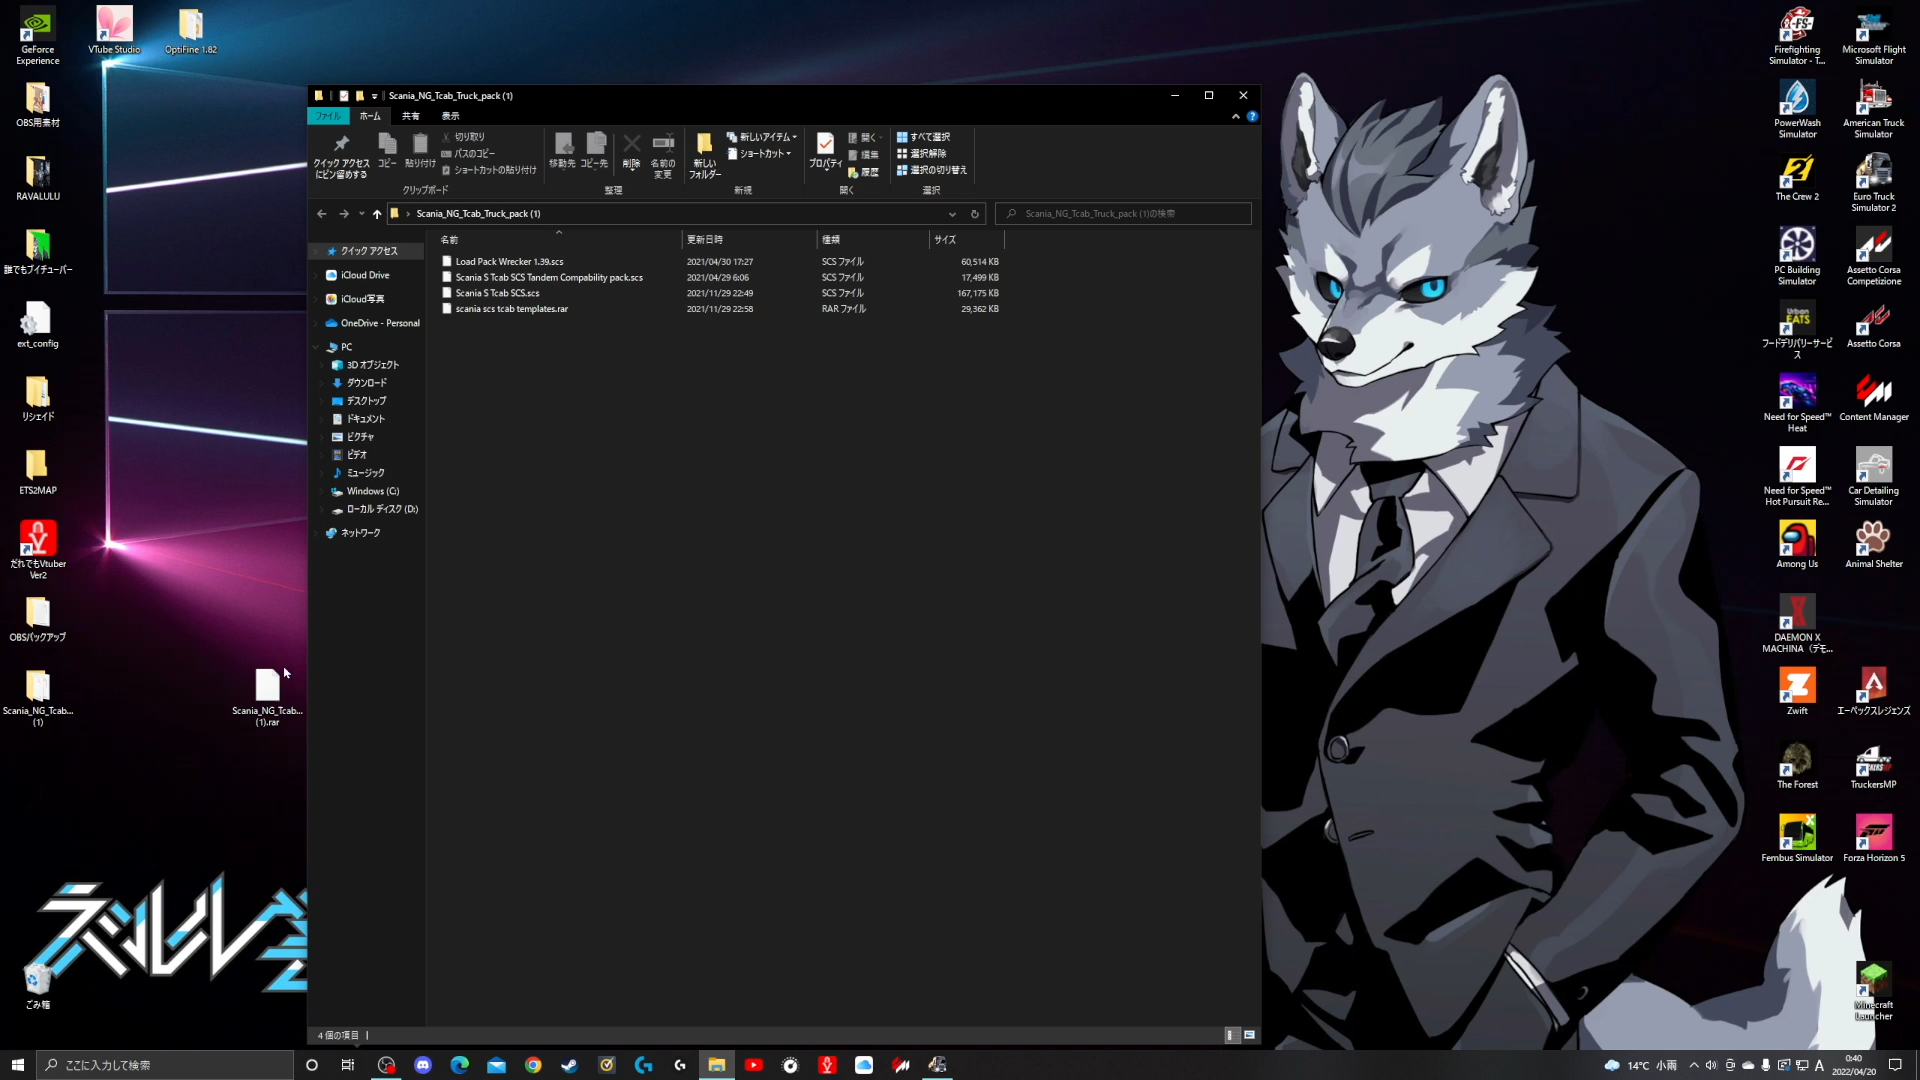 GeForce
Experience
VTube Studio
OptiFine 1.82
OBS用素材
RAVALULU
誰でもブイチューバー
ext_config
リシェイド
ETS2MAP
だれでもVtuber
Ver2
OBSバックアップ
Scania_NG_Tcab...
(1)
Scania_NG_Tcab...
(1).rar
ごみ箱
Scania_NG_Tcab_Truck_pack (1)
ファイル
ホーム
共有
表示
クイック アクセス
にピン留めする
コピー
貼り付け
切り取り
パスのコピー
ショートカットの貼り付け
クリップボード
移動先
コピー先
削除
名前の
変更
整理
新しい
フォルダー
新しいアイテム
ショートカット
新規
プロパティ
開く
編集
履歴
開く
すべて選択
選択解除
選択の切り替え
選択
Scania_NG_Tcab_Truck_pack (1)
Scania_NG_Tcab_Truck_pack (1)の検索
クイック アクセス
iCloud Drive
iCloud写真
OneDrive - Personal
PC
3D オブジェクト
ダウンロード
デスクトップ
ドキュメント
ピクチャ
ビデオ
ミュージック
Windows (C:)
ローカル ディスク (D:)
ネットワーク
名前 更新日時 種類 サイズ
Load Pack Wrecker 1.39.scs 2021/04/30 17:27 SCS ファイル 60,514 KB
Scania S Tcab SCS Tandem Compability pack.scs 2021/04/29 6:06 SCS ファイル 17,499 KB
Scania S Tcab SCS.scs 2021/11/29 22:49 SCS ファイル 167,175 KB
scania scs tcab templates.rar 2021/11/29 22:58 RAR ファイル 29,362 KB
4 個の項目
Firefighting
Simulator - T...
Microsoft Flight
Simulator
PowerWash
Simulator
American Truck
Simulator
The Crew 2
Euro Truck
Simulator 2
PC Building
Simulator
Assetto Corsa
Competizione
Urban
EATS
フードデリバリーサービ
ス
Assetto Corsa
Need for Speed™
Heat
Content Manager
Need for Speed™
Hot Pursuit Re...
Car Detailing
Simulator
Among Us
Animal Shelter
DAEMON X
MACHINA（デモ...
Zwift
エーペックスレジェンズ
The Forest
TruckersMP
Fernbus Simulator
Forza Horizon 5
Minecraft
Launcher
ここに入力して検索
14°C 小雨
A
0:40
2022/04/20